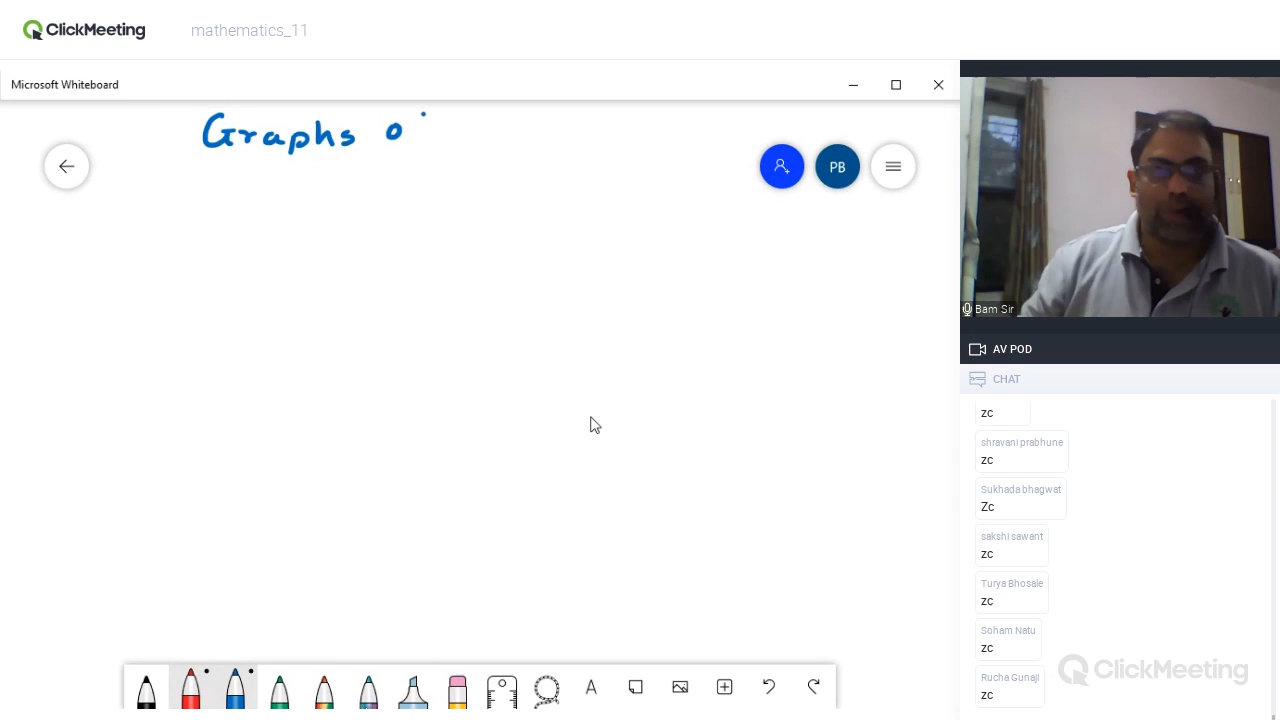 ClickMeeting mathematics_11
Microsoft Whiteboard
Graphs o
PB
A
Bam Sir
AV POD
CHAT
zc
shravani prabhune
zc
Sukhada bhagwat
Zc
sakshi sawant
zc
Turya Bhosale
zc
Soham Natu
zc
Rucha Gunaji
zc
ClickMeeting